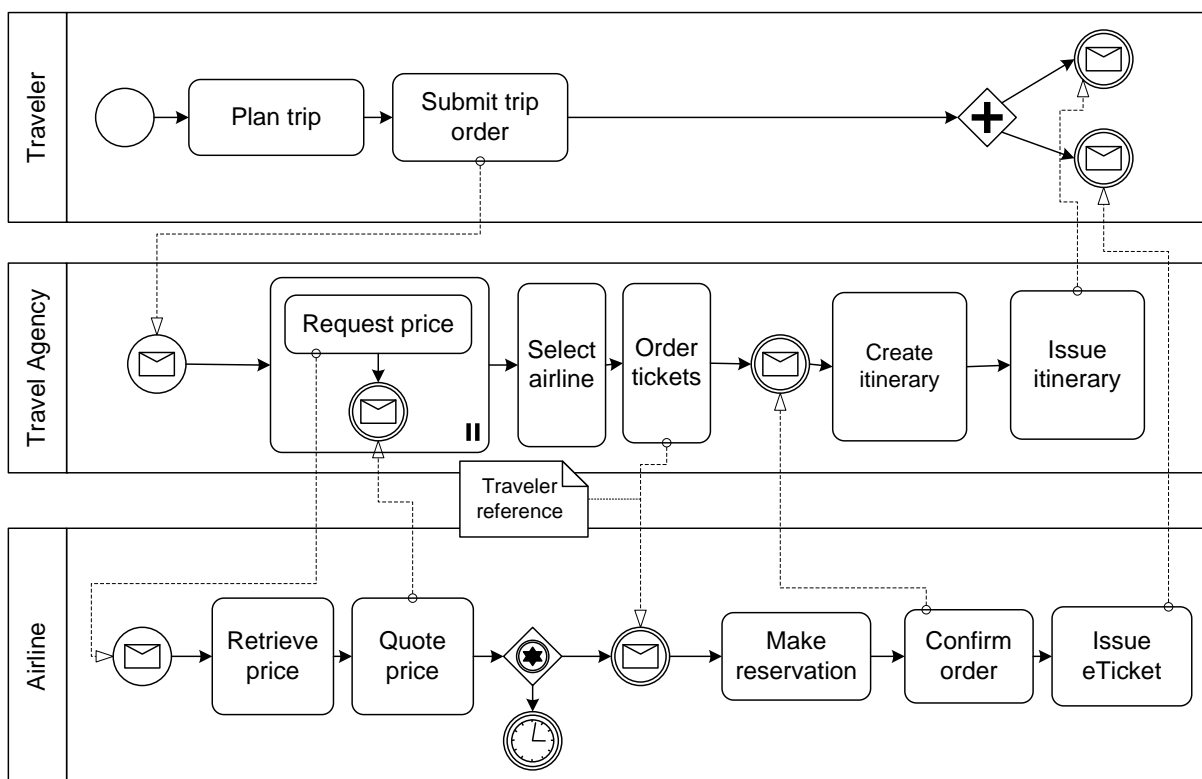 Traveler
Plan trip
Submit trip
order
Travel Agency
Request price
Select
airline
Order
tickets
Create
itinerary
Issue
itinerary
Traveler
reference
Airline
Retrieve
price
Quote
price
Make
reservation
Confirm
order
Issue
eTicket